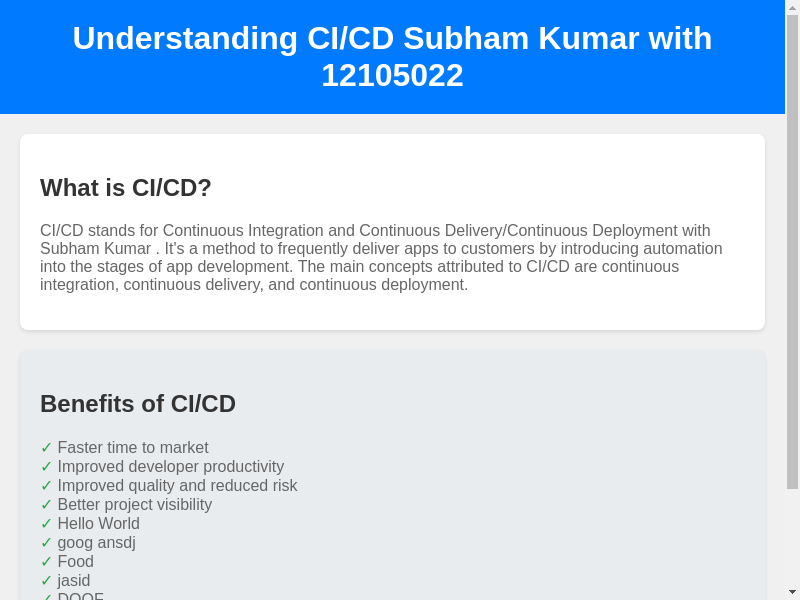 Understanding CI/CD Subham Kumar with
12105022
What is CI/CD?
CI/CD stands for Continuous Integration and Continuous Delivery/Continuous Deployment with
Subham Kumar . It's a method to frequently deliver apps to customers by introducing automation
into the stages of app development. The main concepts attributed to CI/CD are continuous
integration, continuous delivery, and continuous deployment.
Benefits of CI/CD
✓ Faster time to market
✓ Improved developer productivity
✓ Improved quality and reduced risk
✓ Better project visibility
✓ Hello World
✓ goog ansdj
✓ Food
✓ jasid